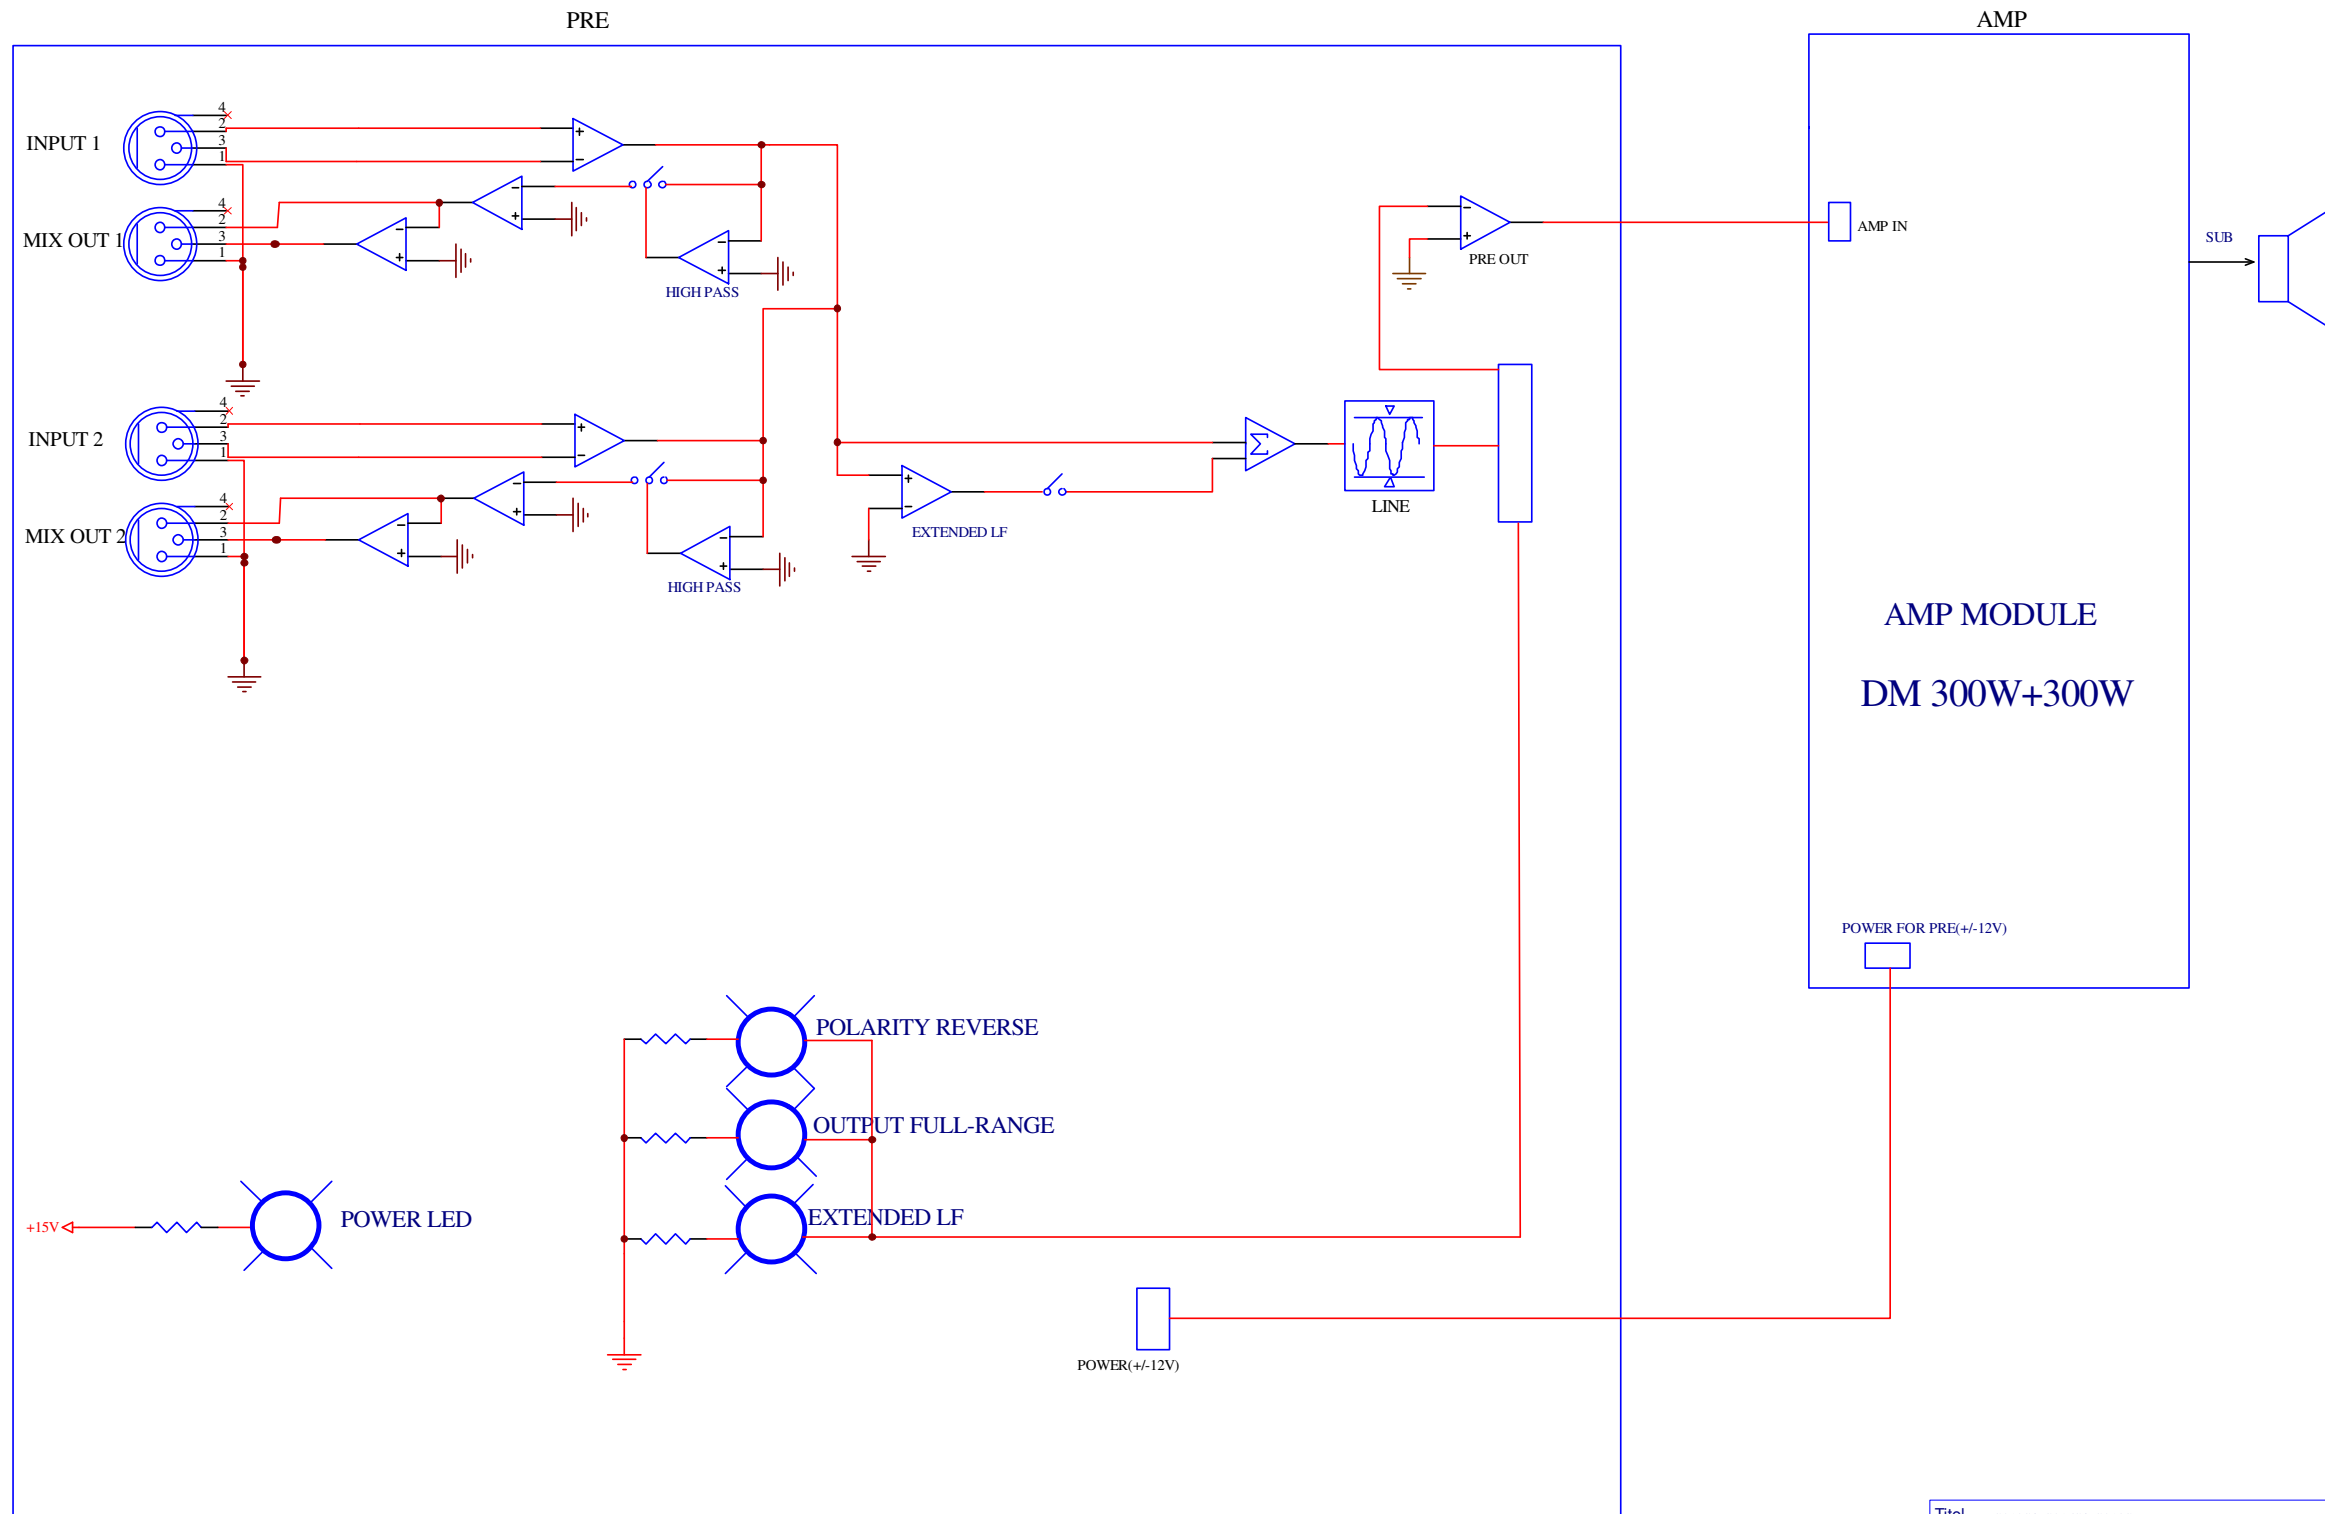 PRE
AMP
INPUT 1
4
2
3
1
+
−
MIX OUT 1
4
2
3
1
−
+
−
+
−
+
HIGH PASS
INPUT 2
4
2
3
1
+
−
MIX OUT 2
4
2
3
1
−
+
−
+
−
+
HIGH PASS
+
−
EXTENDED LF
Σ
LINE
−
+
PRE OUT
AMP IN
SUB
AMP MODULE
DM 300W+300W
POWER FOR PRE(+/-12V)
POLARITY REVERSE
OUTPUT FULL-RANGE
EXTENDED LF
+15V
POWER LED
POWER(+/-12V)
Titel